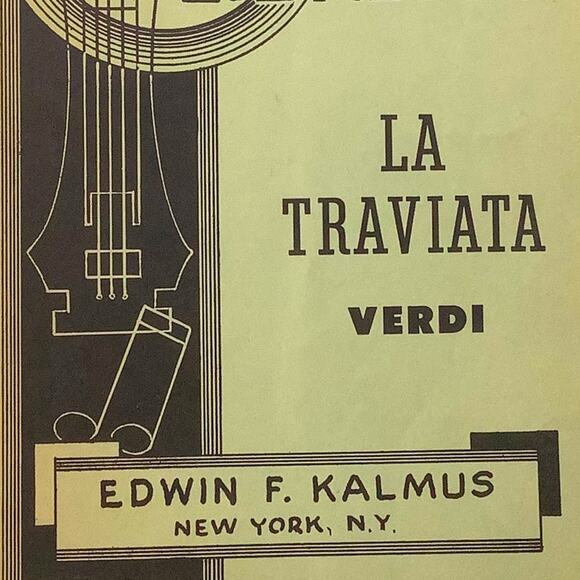 LA
TRAVIATA
VERDI
EDWIN F. KALMUS
NEW YORK, N.Y.